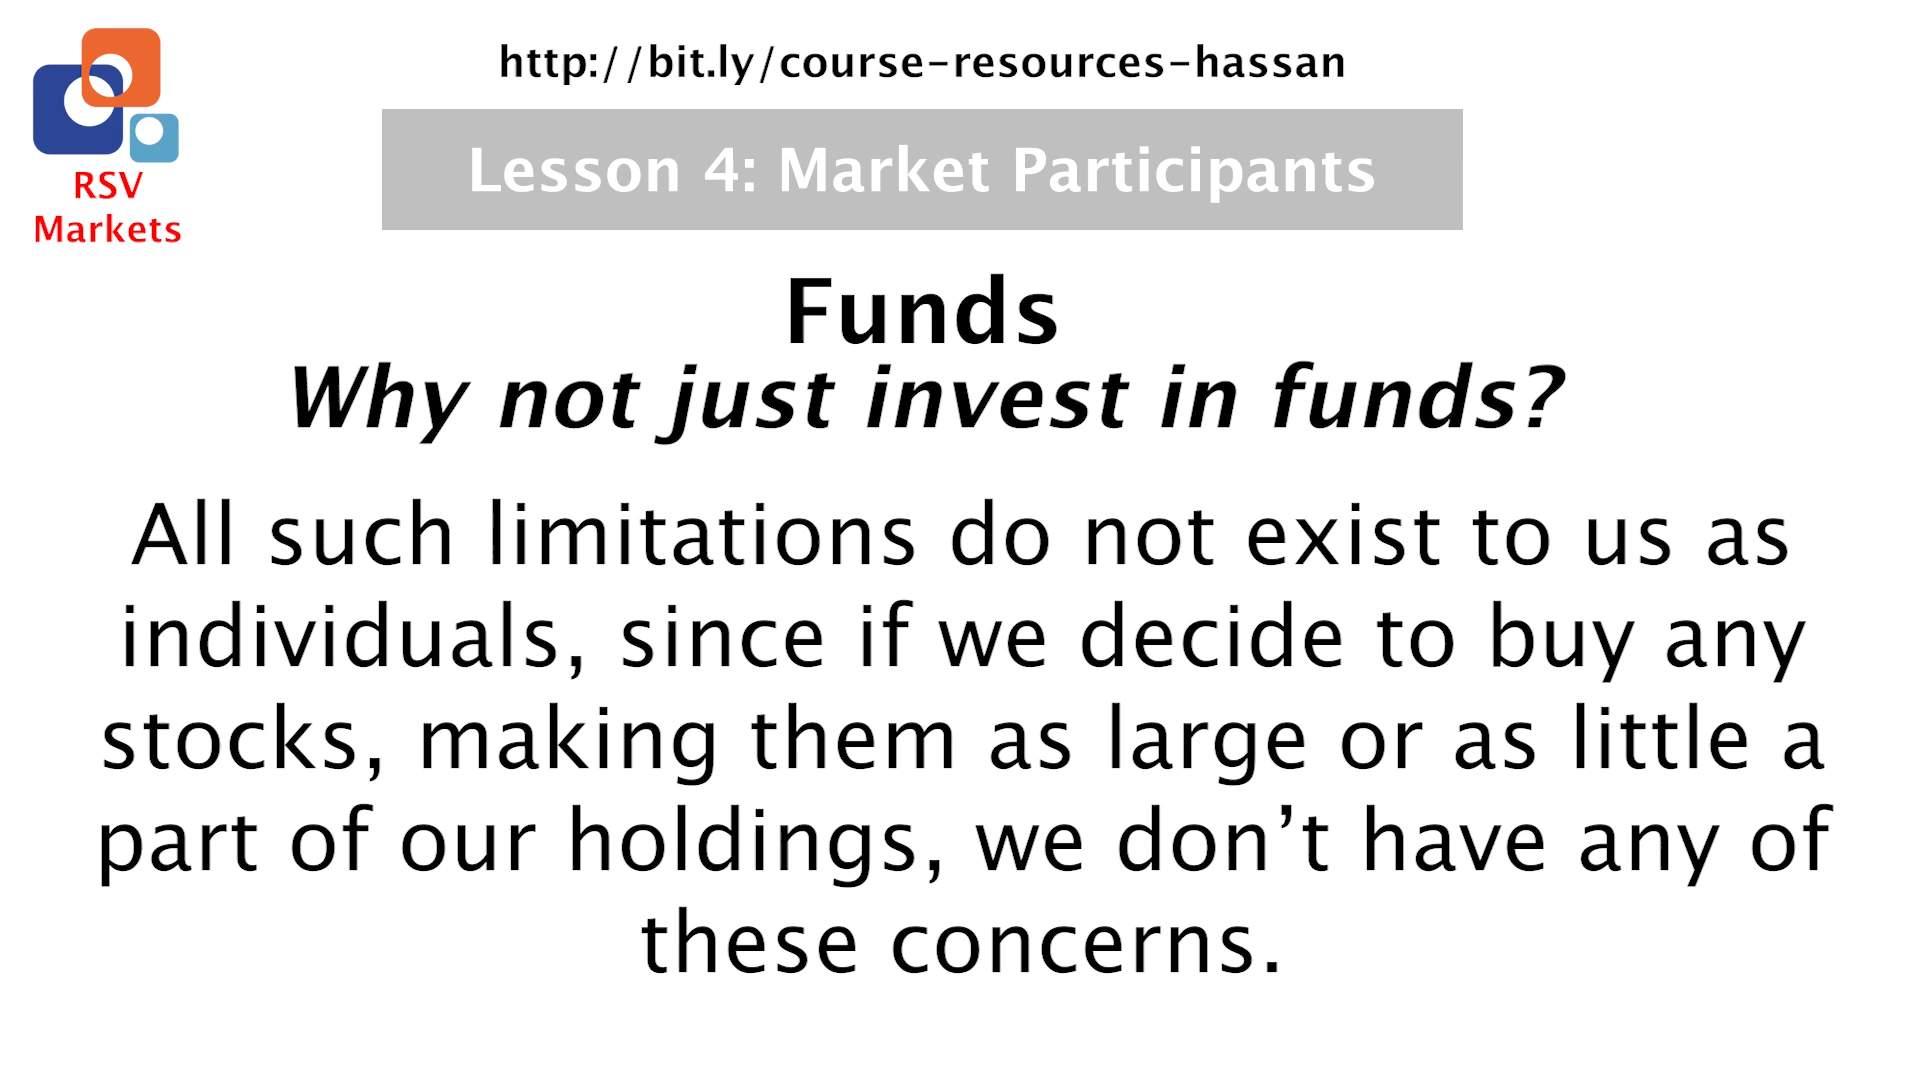 http://bit.ly/course-resources-hassan
RSV
Markets
Lesson 4: Market Participants
Funds
Why not just invest in funds?
All such limitations do not exist to us as
individuals, since if we decide to buy any
stocks, making them as large or as little a
part of our holdings, we don’t have any of
these concerns.